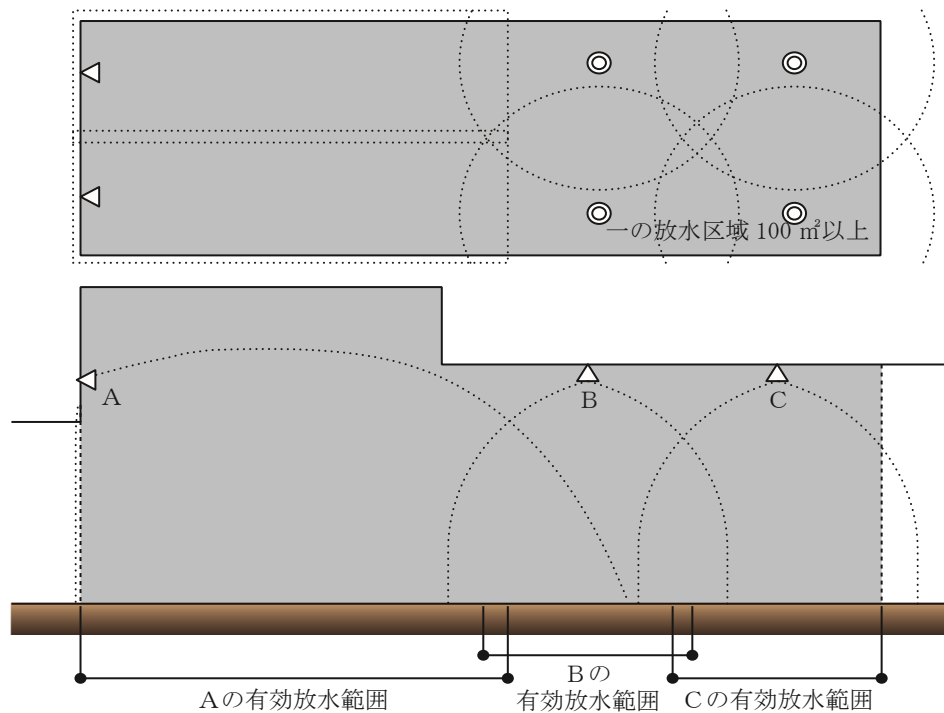 一の放水区域 100 ㎡以上
A
B
C
Aの有効放水範囲
Bの
有効放水範囲
Cの有効放水範囲